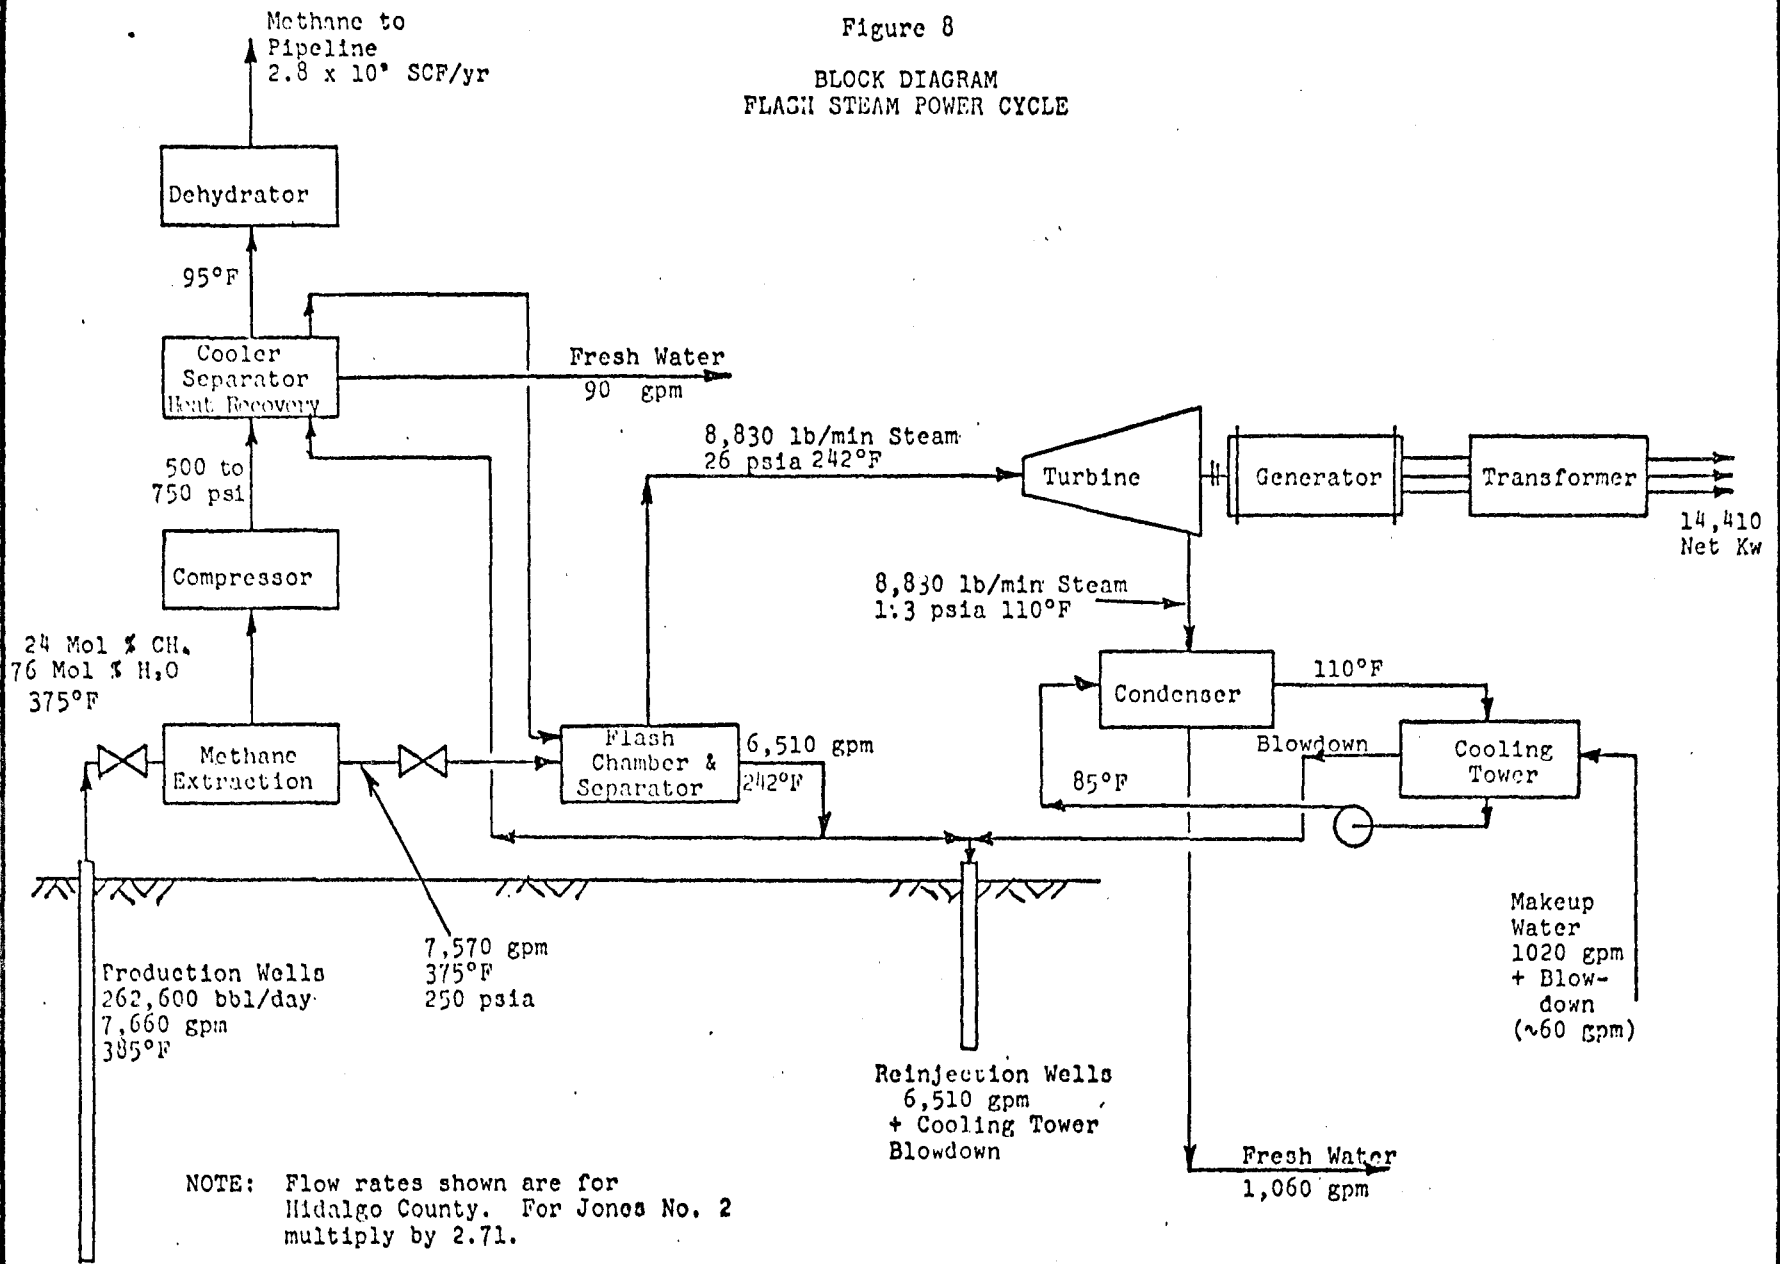 Figure 8
BLOCK DIAGRAM
FLASH STEAM POWER CYCLE
Methane to
Pipeline
2.8 x 10⁹ SCF/yr
Dehydrator
95°F
Cooler
Separator
Heat Recovery
Fresh Water
90 gpm
500 to
750 psi
Compressor
8,830 lb/min Steam
26 psia 242°F
Turbine
Generator
Transformer
14,410
Net Kw
8,830 lb/min Steam
1.3 psia 110°F
24 Mol % CH₄
76 Mol % H₂O
375°F
Methane
Extraction
Flash
Chamber &
Separator
6,510 gpm
242°F
Condenser
110°F
Blowdown
Cooling
Tower
85°F
7,570 gpm
375°F
250 psia
Production Wells
262,600 bbl/day
7,660 gpm
385°F
Makeup
Water
1020 gpm
+ Blow-
down
(~60 gpm)
Reinjection Wells
6,510 gpm
+ Cooling Tower
Blowdown
Fresh Water
1,060 gpm
NOTE: Flow rates shown are for
Hidalgo County. For Jones No. 2
multiply by 2.71.